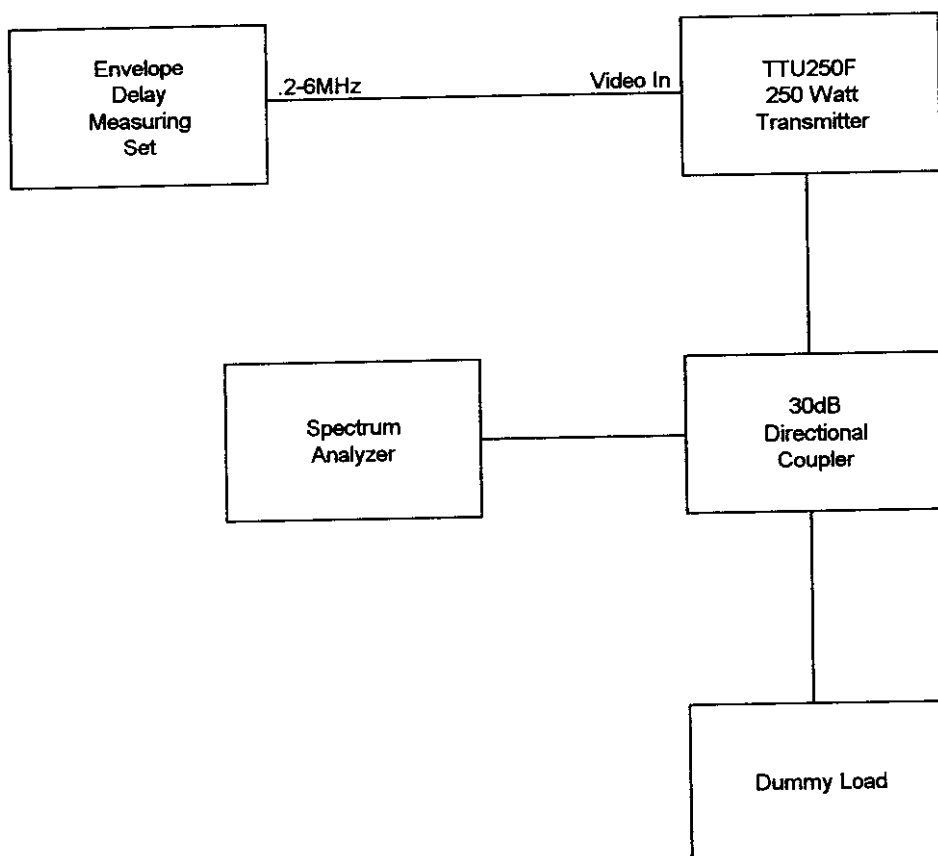 Envelope
Delay
Measuring
Set
.2-6MHz
Video In
TTU250F
250 Watt
Transmitter
Spectrum
Analyzer
30dB
Directional
Coupler
Dummy Load